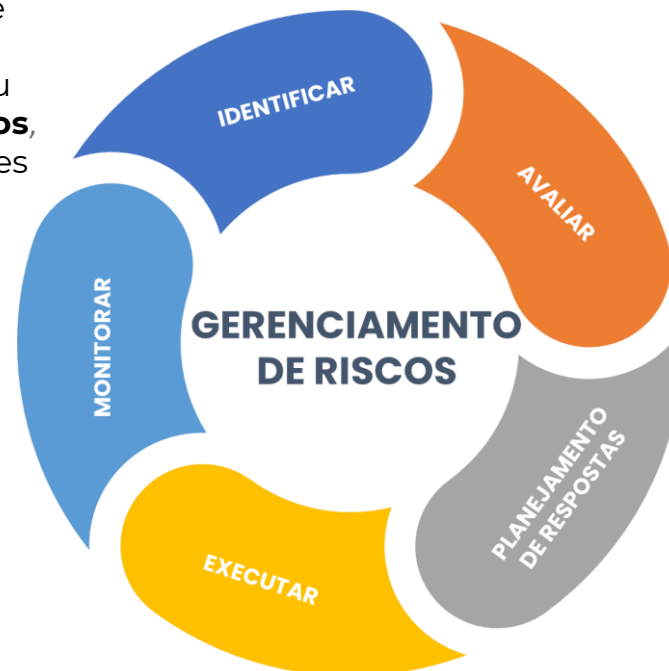 e
u
os,
es
IDENTIFICAR
AVALIAR
GERENCIAMENTO
DE RISCOS
MONITORAR
PLANEJAMENTO
DE RESPOSTAS
EXECUTAR